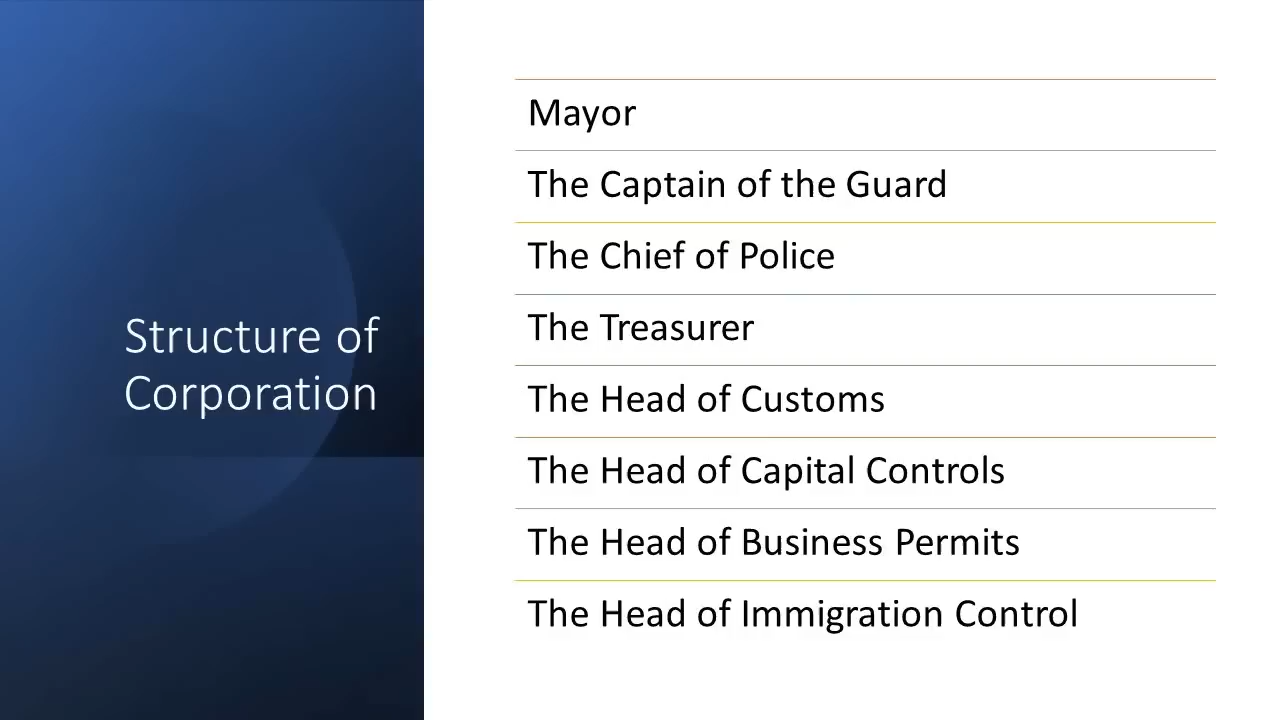 Structure of
Corporation
Mayor
The Captain of the Guard
The Chief of Police
The Treasurer
The Head of Customs
The Head of Capital Controls
The Head of Business Permits
The Head of Immigration Control